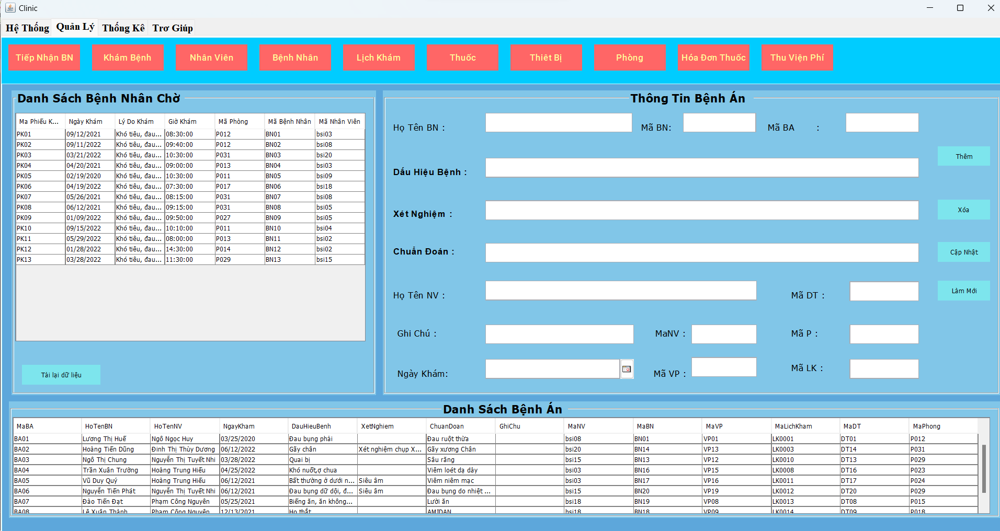 Clinic
Hệ Thống Quản Lý Thống Kê Trơ Giúp
Tiếp Nhận BN Khám Bệnh Nhân Viên Bệnh Nhân Lịch Khám Thuốc Thiêt Bị Phòng Hóa Đơn Thuốc Thu Viện Phí
Danh Sách Bệnh Nhân Chờ
Ma Phiếu K... Ngày Khám Lý Do Khám Giờ Khám Mã Phòng Mã Bệnh Nhân Mã Nhân Viên
PK01 09/12/2021 Khó tiêu, đau... 08:30:00 P012 BN01 bsi03
PK02 09/11/2022 Khó tiêu, đau... 09:40:00 P012 BN02 bsi08
PK03 03/21/2022 Khó tiêu, đau... 10:30:00 P031 BN03 bsi20
PK04 04/20/2021 Khó tiêu, đau... 09:00:00 P013 BN04 bsi03
PK05 02/19/2020 Khó tiêu, đau... 10:30:00 P011 BN05 bsi09
PK06 04/19/2022 Khó tiêu, đau... 07:30:00 P017 BN06 bsi18
PK07 05/26/2021 Khó tiêu, đau... 08:15:00 P031 BN07 bsi08
PK08 06/12/2021 Khó tiêu, đau... 09:15:00 P031 BN08 bsi05
PK09 01/09/2022 Khó tiêu, đau... 09:50:00 P027 BN09 bsi05
PK10 09/15/2022 Khó tiêu, đau... 10:10:00 P011 BN10 bsi04
PK11 05/29/2022 Khó tiêu, đau... 08:00:00 P013 BN11 bsi02
PK12 01/28/2022 Khó tiêu, đau... 14:30:00 P014 BN12 bsi02
PK13 03/28/2022 Khó tiêu, đau... 11:30:00 P029 BN13 bsi15
Tải lại dữ liệu
Thông Tin Bệnh Án
Họ Tên BN : Mã BN: Mã BA :
Thêm
Dấu Hiệu Bệnh :
Xét Nghiệm :
Xóa
Chuẩn Đoán :
Cập Nhật
Họ Tên NV : Mã DT :
Làm Mới
Ghi Chú : MaNV : Mã P :
Ngày Khám: Mã VP : Mã LK :
Danh Sách Bệnh Án
MaBA HoTenBN HoTenNV NgayKham DauHieuBenh XetNghiem ChuanDoan GhiChu MaNV MaBN MaVP MaLichKham MaDT MaPhong
BA01 Lương Thị Huế Ngô Ngọc Huy 03/25/2020 Đau bụng phải Đau ruột thừa bsi08 BN01 VP01 LK0001 DT01 P012
BA02 Hoàng Tiến Dũng Đinh Thị Thùy Dương 06/12/2022 Gãy chân Xét nghiệm chụp X... Gãy xương Chân bsi20 BN14 VP13 LK0003 DT14 P031
BA03 Ngô Thị Chung Nguyễn Thị Tuyết Nhi 03/28/2022 Quai bị Sâu răng bsi15 BN13 VP12 LK0010 DT13 P029
BA04 Trần Xuân Trường Hoàng Trung Hiếu 04/25/2022 Khó nuốt,ợ chua Viêm loét dạ dày bsi03 BN16 VP15 LK0008 DT16 P023
BA05 Vũ Duy Quý Hoàng Trung Hiếu 06/12/2021 Bất thường ở dưới n... Siêu âm Viêm niêm mạc bsi03 BN17 VP16 LK0011 DT17 P024
BA06 Nguyễn Tiến Phát Nguyễn Thị Tuyết Nhi 06/12/2021 Đau bụng dữ dội, đ... Siêu âm Đau bụng do nhiệt ... bsi15 BN20 VP19 LK0012 DT20 P029
BA07 Đào Tiến Đạt Phạm Công Nguyên 05/25/2021 Biếng ăn, ăn không... Lười ăn bsi18 BN19 VP08 LK0013 DT08 P015
BA08 Lê Xuân Thành Phạm Công Nguyên 12/13/2021 Ho thắt AMIDAN bsi18 BN18 VP09 LK0014 DT09 P018